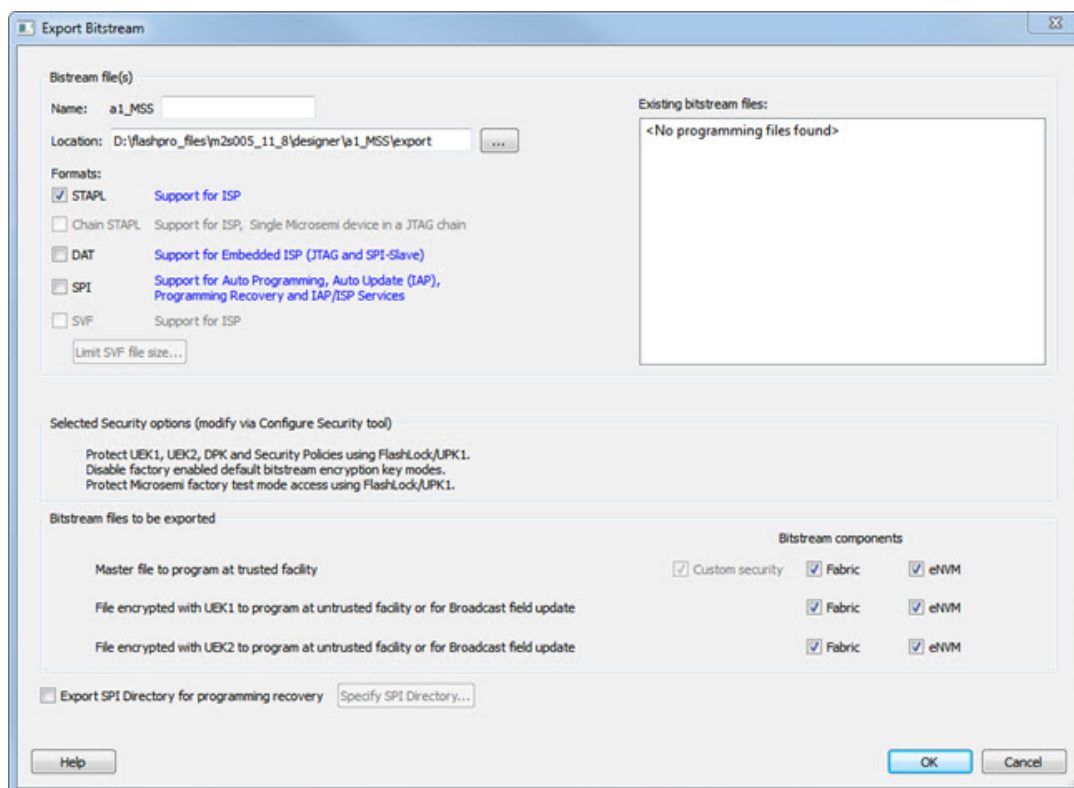 Export Bitstream
Bistream file(s)
Name: a1_MSS
Location: D:\flashpro_files\m2s005_11_8\designer\a1_MSS\export ...
Existing bitstream files:
<No programming files found>
Formats:
STAPL Support for ISP
Chain STAPL Support for ISP, Single Microsemi device in a JTAG chain
DAT Support for Embedded ISP (JTAG and SPI-Slave)
SPI Support for Auto Programming, Auto Update (IAP),
Programming Recovery and IAP/ISP Services
SVF Support for ISP
Limit SVF file size...
Selected Security options (modify via Configure Security tool)
Protect UEK1, UEK2, DPK and Security Policies using FlashLock/UPK1.
Disable factory enabled default bitstream encryption key modes.
Protect Microsemi factory test mode access using FlashLock/UPK1.
Bitstream files to be exported
Bitstream components
Master file to program at trusted facility Custom security Fabric eNVM
File encrypted with UEK1 to program at untrusted facility or for Broadcast field update Fabric eNVM
File encrypted with UEK2 to program at untrusted facility or for Broadcast field update Fabric eNVM
Export SPI Directory for programming recovery Specify SPI Directory...
Help OK Cancel